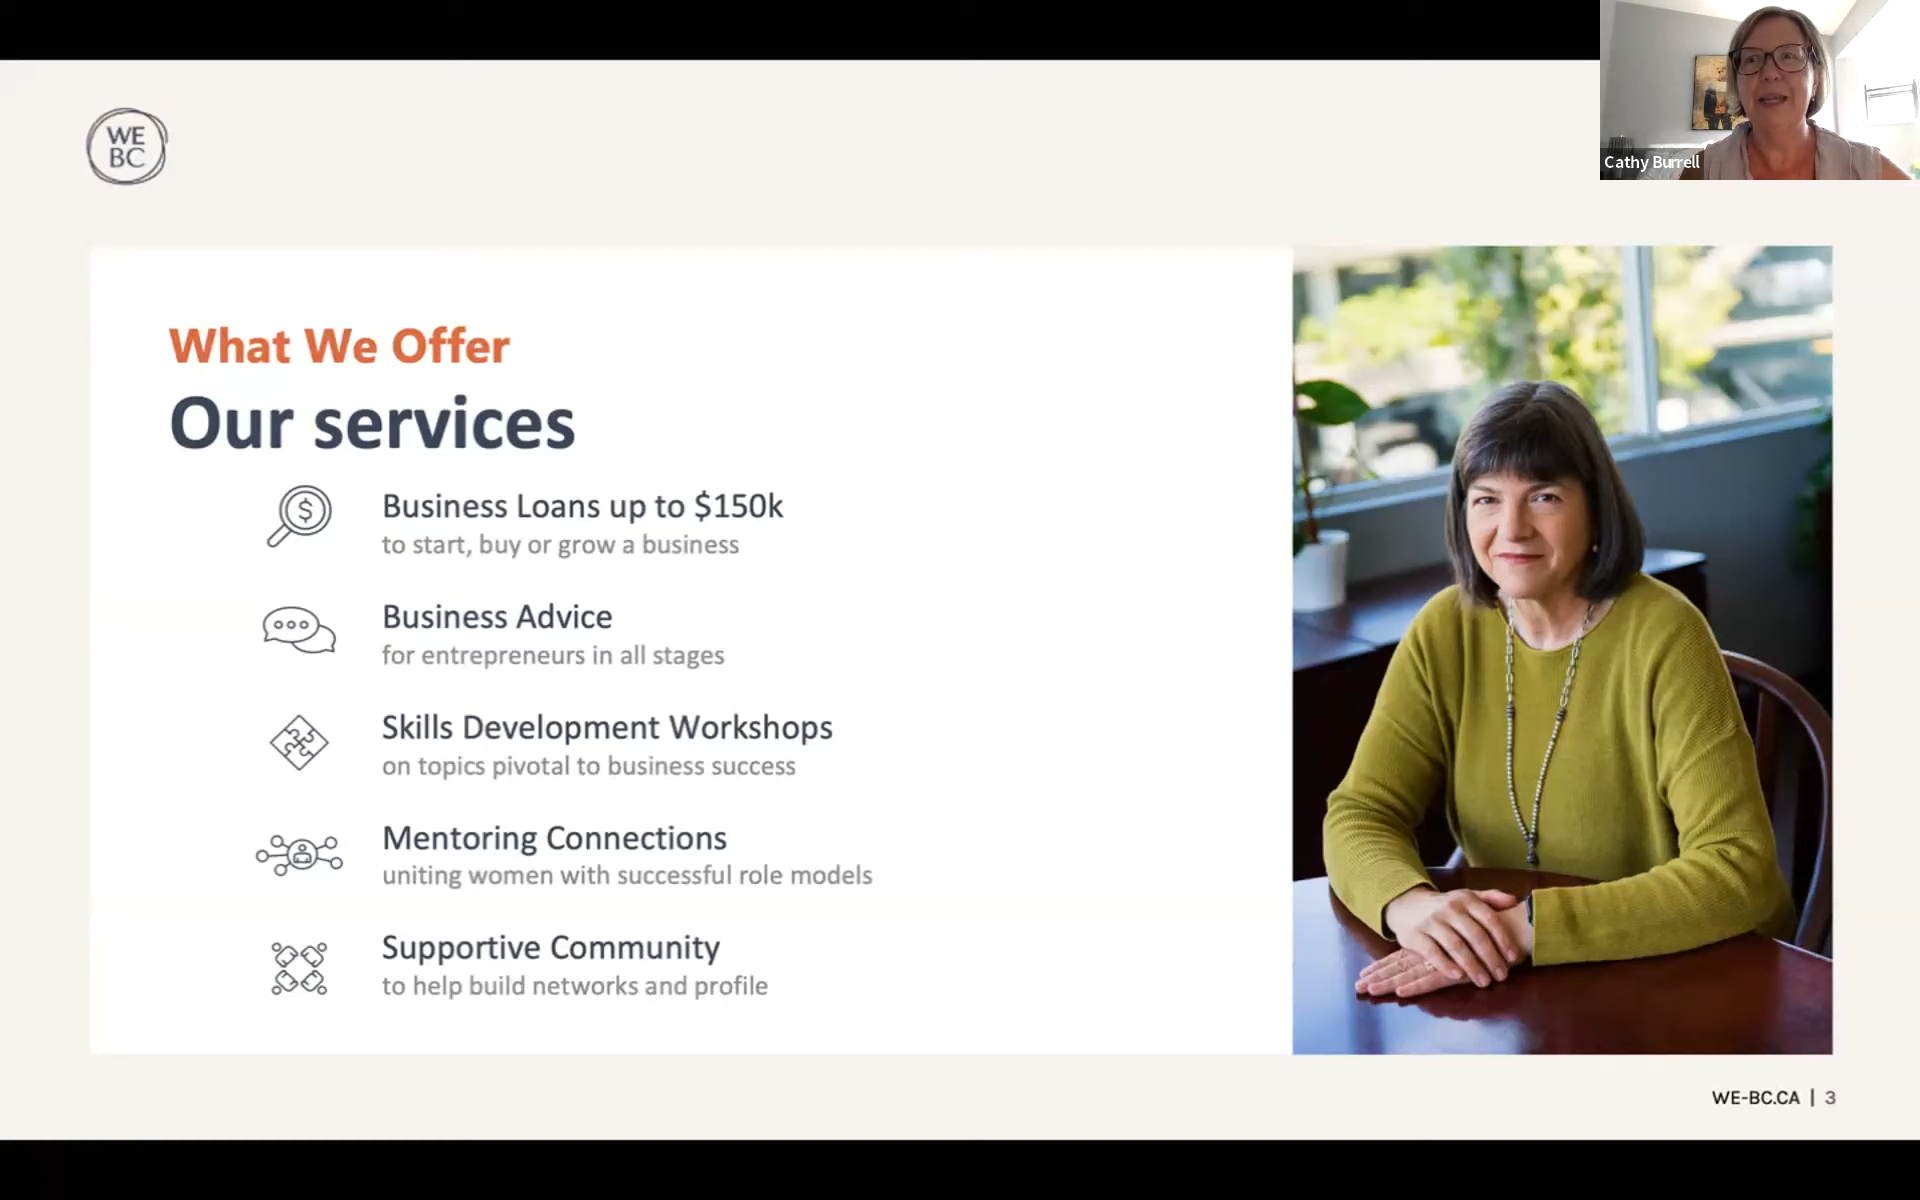 WE
BC
Cathy Burrell
What We Offer
Our services
$
Business Loans up to $150k
to start, buy or grow a business
Business Advice
for entrepreneurs in all stages
Skills Development Workshops
on topics pivotal to business success
Mentoring Connections
uniting women with successful role models
Supportive Community
to help build networks and profile
WE-BC.CA | 3